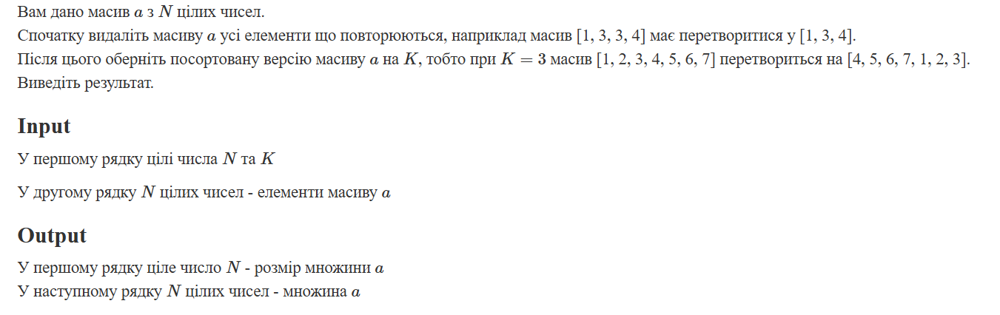 Вам дано масив a з N цілих чисел.
Спочатку видаліть масиву a усі елементи що повторюються, наприклад масив [1, 3, 3, 4] має перетворитися у [1, 3, 4].
Після цього оберніть посортовану версію масиву a на K, тобто при K = 3 масив [1, 2, 3, 4, 5, 6, 7] перетвориться на [4, 5, 6, 7, 1, 2, 3].
Виведіть результат.
Input
У першому рядку цілі числа N та K
У другому рядку N цілих чисел - елементи масиву a
Output
У першому рядку ціле число N - розмір множини a
У наступному рядку N цілих чисел - множина a